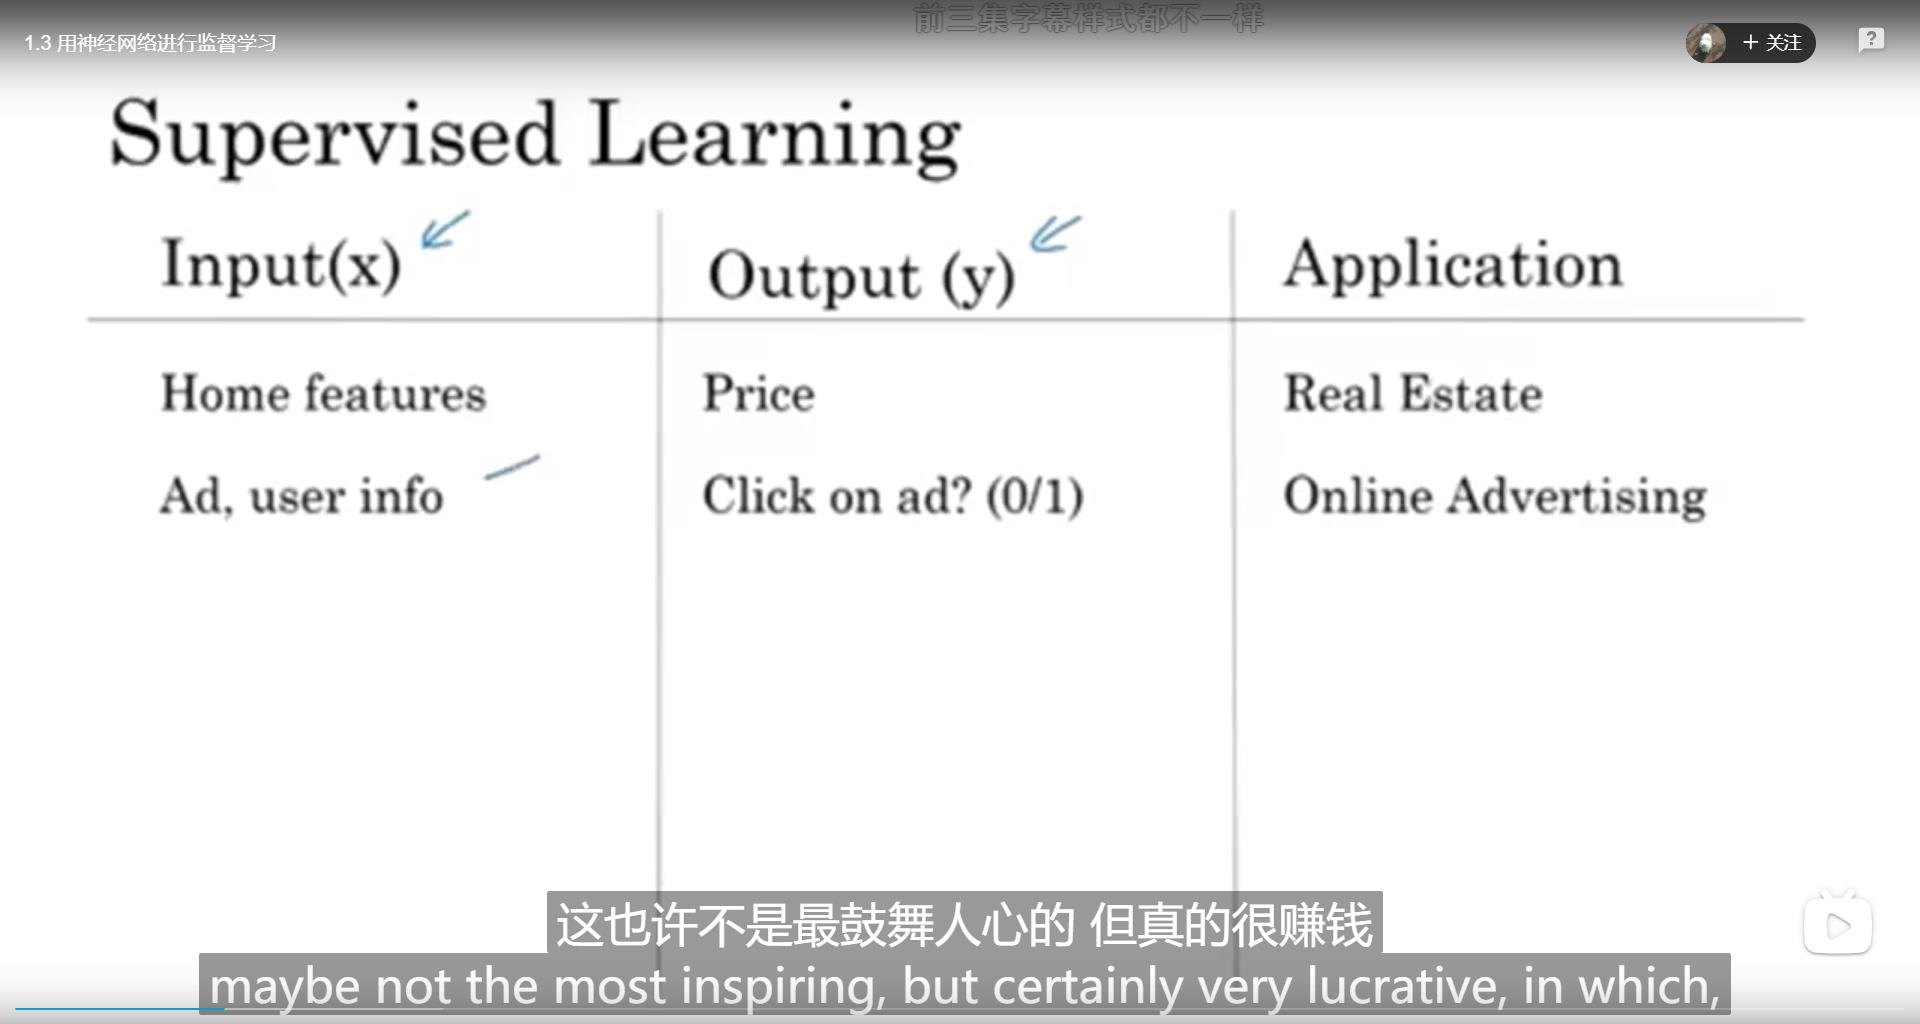 前三集字幕样式都不一样
1.3 用神经网络进行监督学习
+ 关注
?
Supervised Learning
Input(x)
Output (y)
Application
Home features
Price
Real Estate
Ad, user info
Click on ad? (0/1)
Online Advertising
这也许不是最鼓舞人心的 但真的很赚钱
maybe not the most inspiring, but certainly very lucrative, in which,